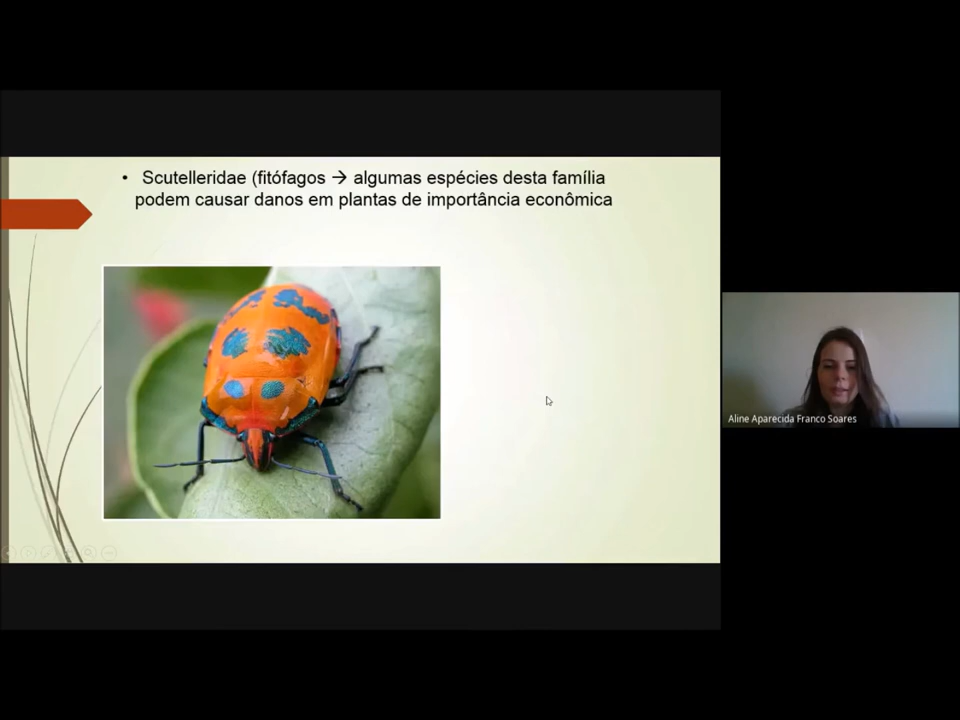 • Scutelleridae (fitófagos → algumas espécies desta família
podem causar danos em plantas de importância econômica
Aline Aparecida Franco Soares